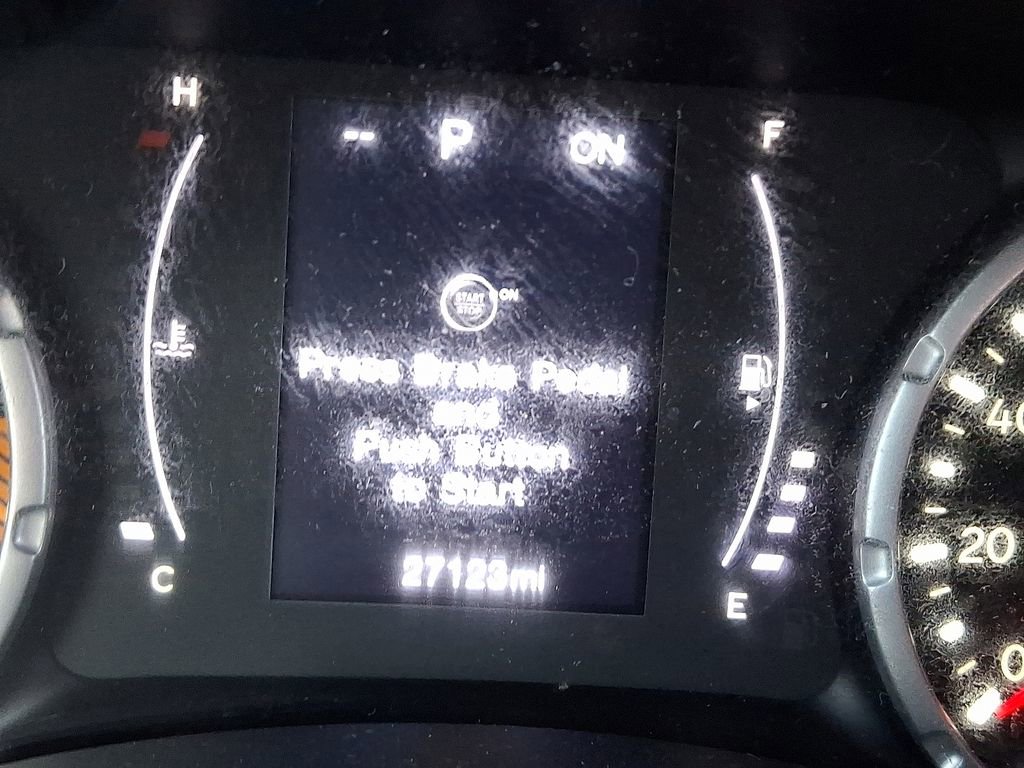 H
-- P ON
F
START
STOP
ON
Press Brake Pedal
and
Push Button
to Start
27123mi
C
E
40
20
0